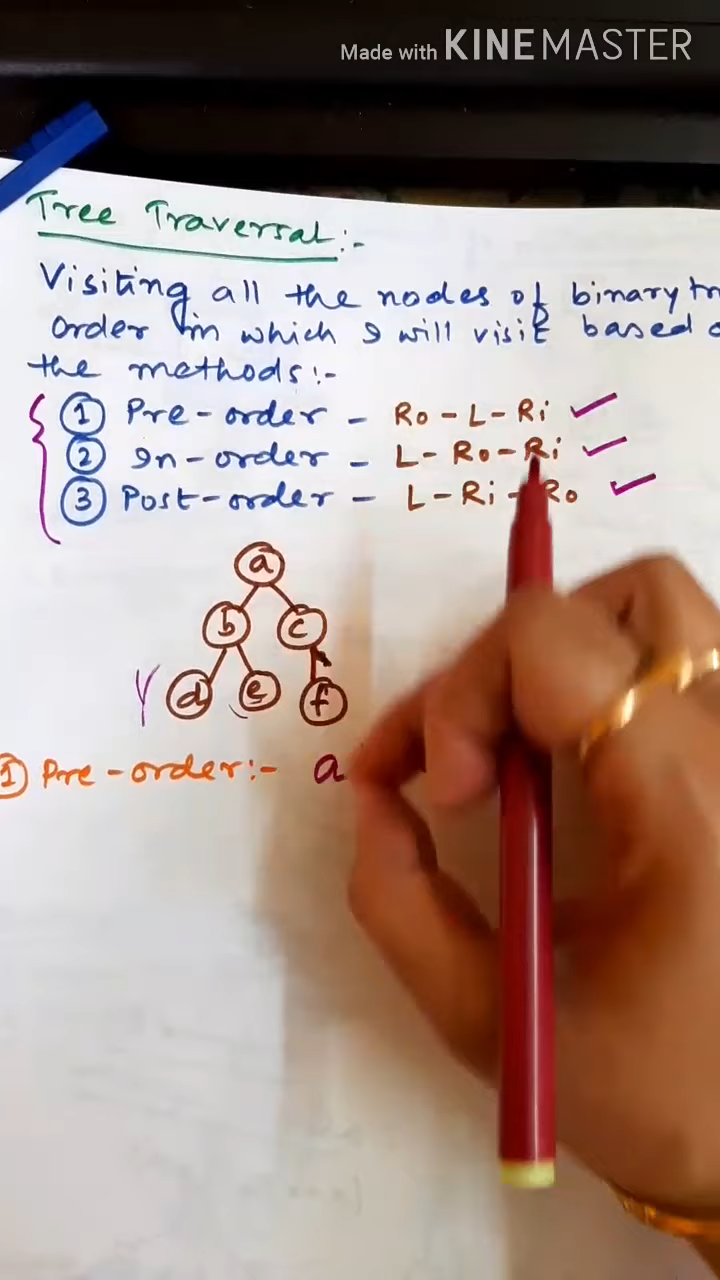 Made with KINEMASTER
Tree Traversal:-
Visiting all the nodes of binary
order in which I will visit based
the methods:-
① Pre-order - Ro - L - Ri ✓
② In-order - L - Ro - Ri ✓
③ Post-order - L - Ri - Ro ✓
a
b c
d e f
① Pre-order:- a